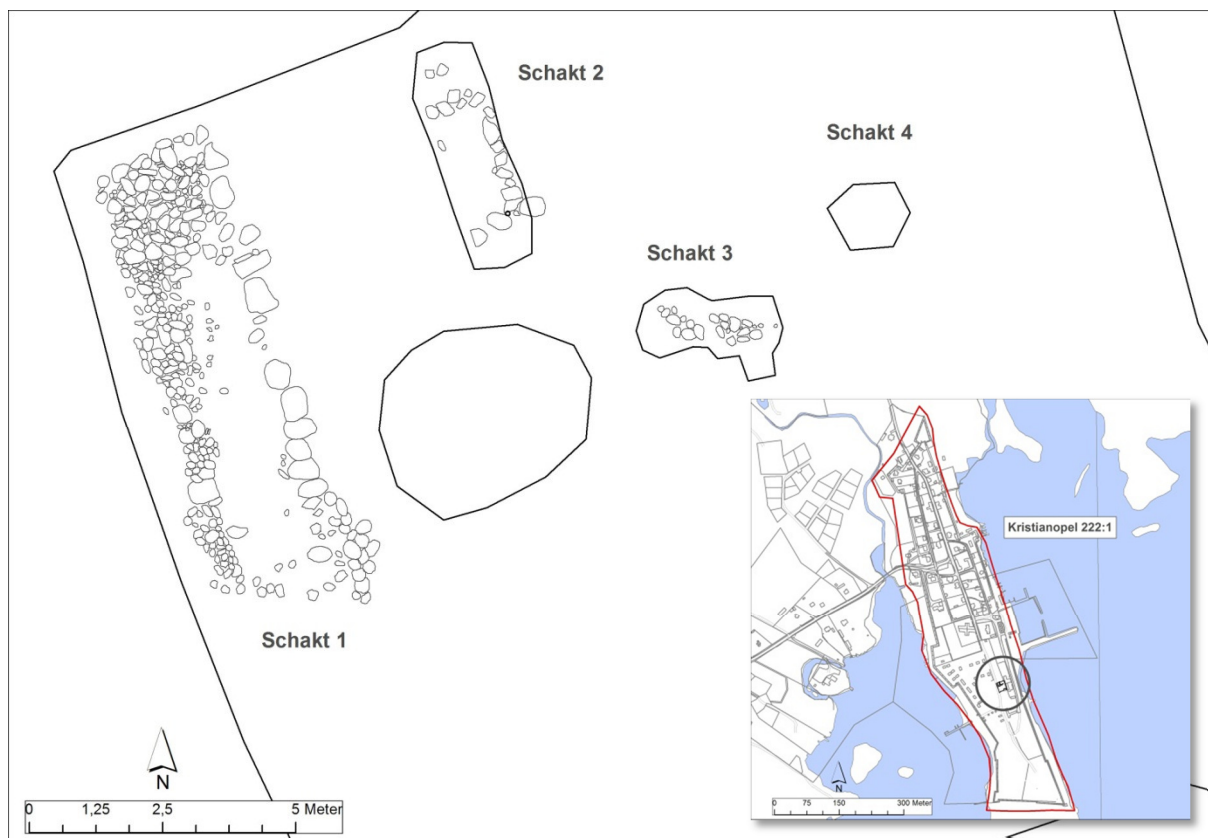 Schakt 2
Schakt 4
Schakt 3
Kristianopel 222:1
Schakt 1
N
0 1,25 2,5 5 Meter
N
0 75 150 300 Meter